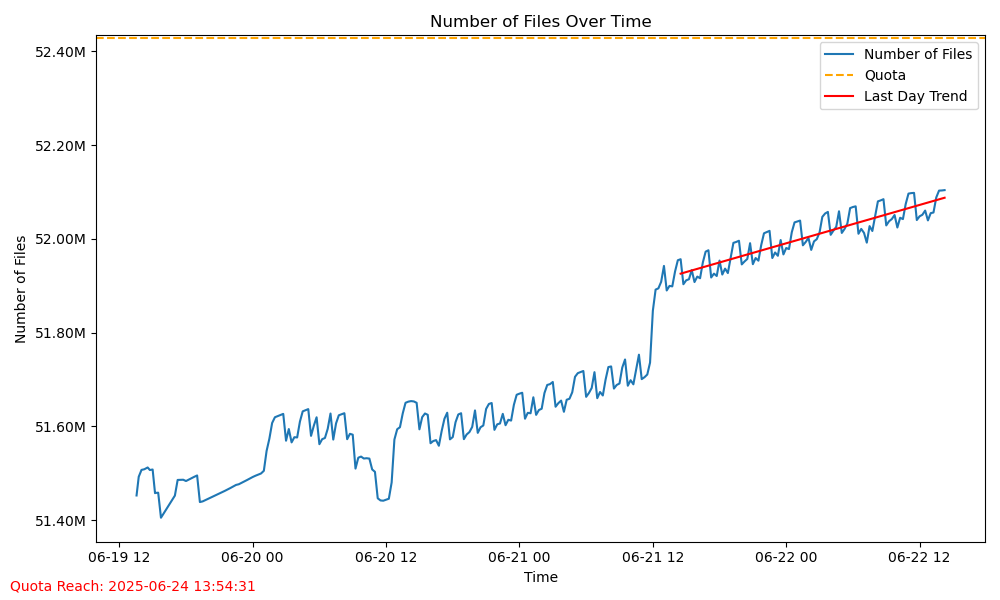 Number of Files Over Time
Number of Files
Quota
Last Day Trend
52.40M
52.20M
52.00M
51.80M
51.60M
51.40M
Number of Files
06-19 12
06-20 00
06-20 12
06-21 00
06-21 12
06-22 00
06-22 12
Time
Quota Reach: 2025-06-24 13:54:31